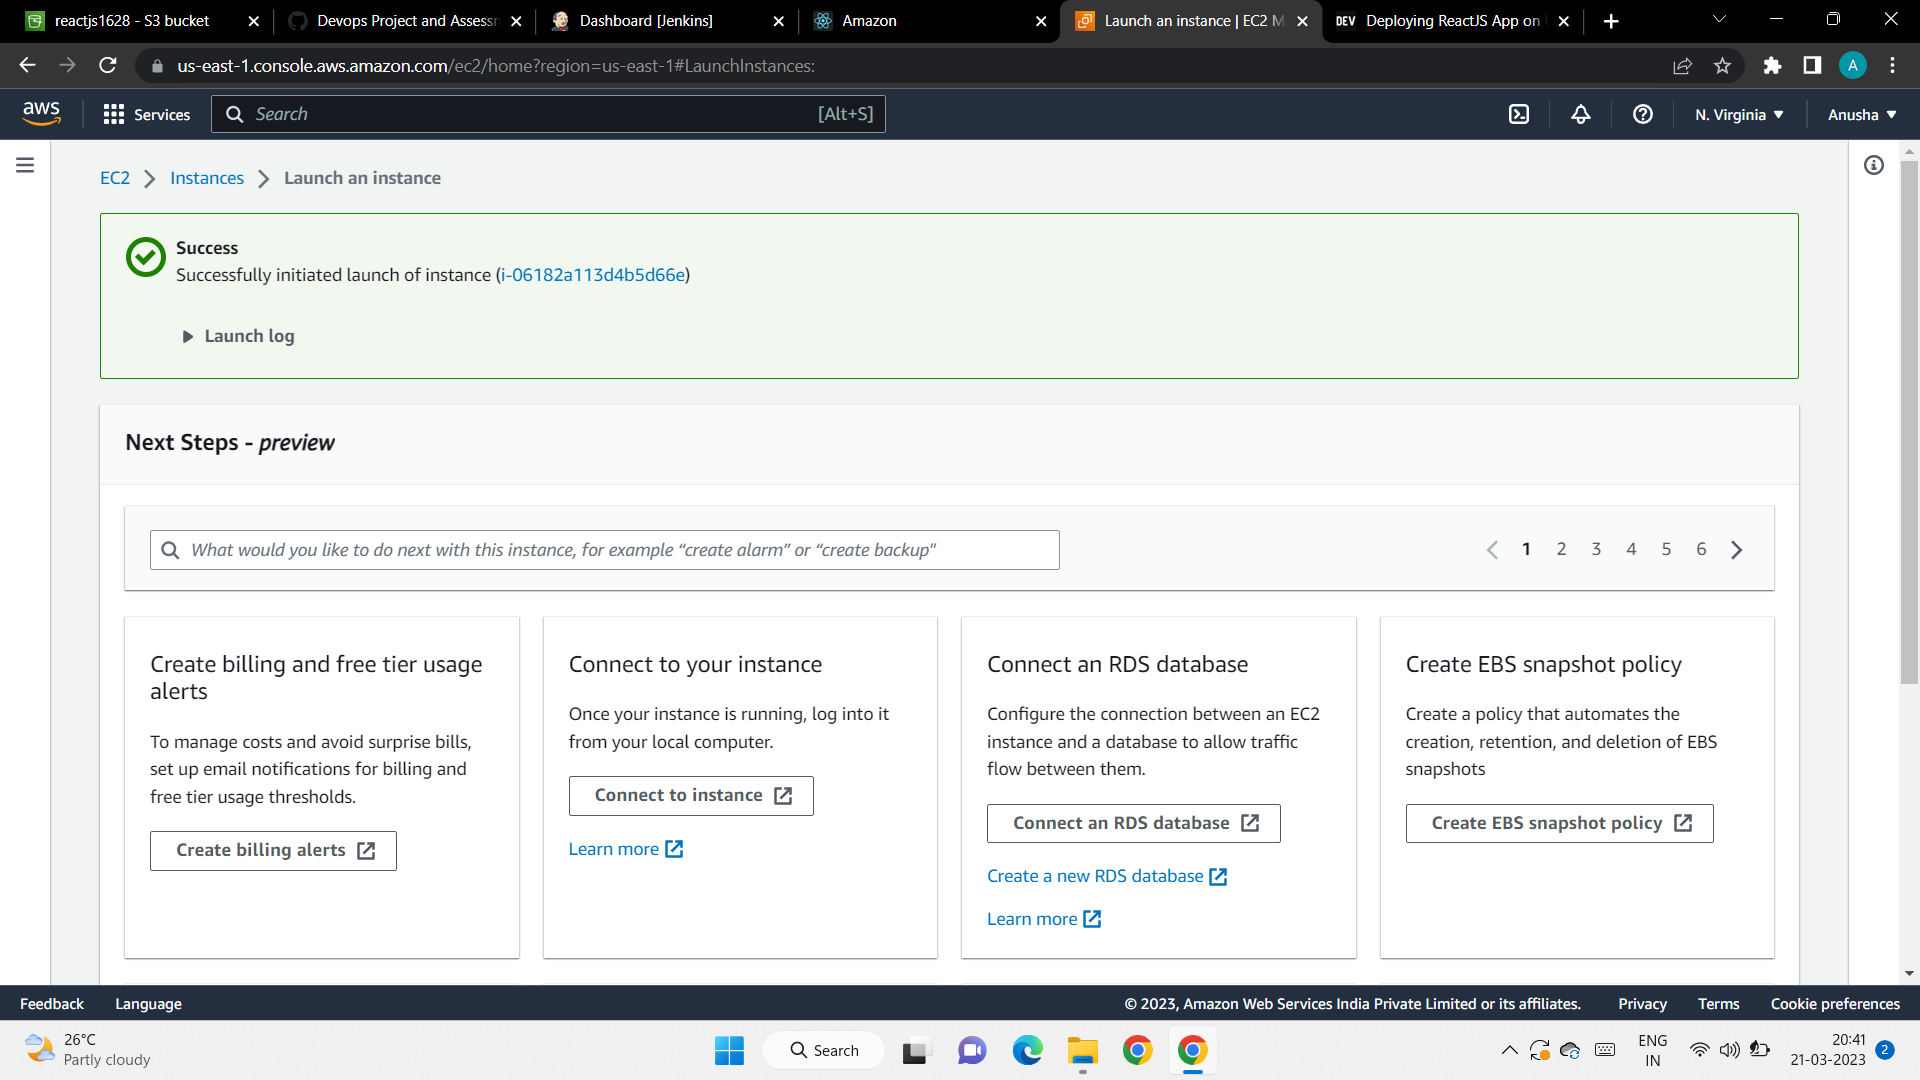 reactjs1628 - S3 bucket
Devops Project and Assessm
Dashboard [Jenkins]
Amazon
Launch an instance | EC2 M
DEV Deploying ReactJS App on
us-east-1.console.aws.amazon.com/ec2/home?region=us-east-1#LaunchInstances:
A
aws
Services
Search
[Alt+S]
N. Virginia
Anusha
EC2
Instances
Launch an instance
Success
Successfully initiated launch of instance (i-06182a113d4b5d66e)
Launch log
Next Steps - preview
What would you like to do next with this instance, for example “create alarm” or “create backup"
1 2 3 4 5 6
Create billing and free tier usage
alerts
To manage costs and avoid surprise bills,
set up email notifications for billing and
free tier usage thresholds.
Create billing alerts
Connect to your instance
Once your instance is running, log into it
from your local computer.
Connect to instance
Learn more
Connect an RDS database
Configure the connection between an EC2
instance and a database to allow traffic
flow between them.
Connect an RDS database
Create a new RDS database
Learn more
Create EBS snapshot policy
Create a policy that automates the
creation, retention, and deletion of EBS
snapshots
Create EBS snapshot policy
Feedback
Language
© 2023, Amazon Web Services India Private Limited or its affiliates.
Privacy
Terms
Cookie preferences
26°C
Partly cloudy
Search
ENG
IN
20:41
21-03-2023
2